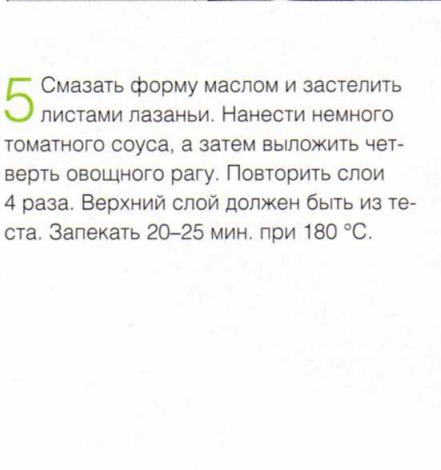 5 Смазать форму маслом и застелить
листами лазаньи. Нанести немного
томатного соуса, а затем выложить чет-
верть овощного рагу. Повторить слои
4 раза. Верхний слой должен быть из те-
ста. Запекать 20–25 мин. при 180 °C.